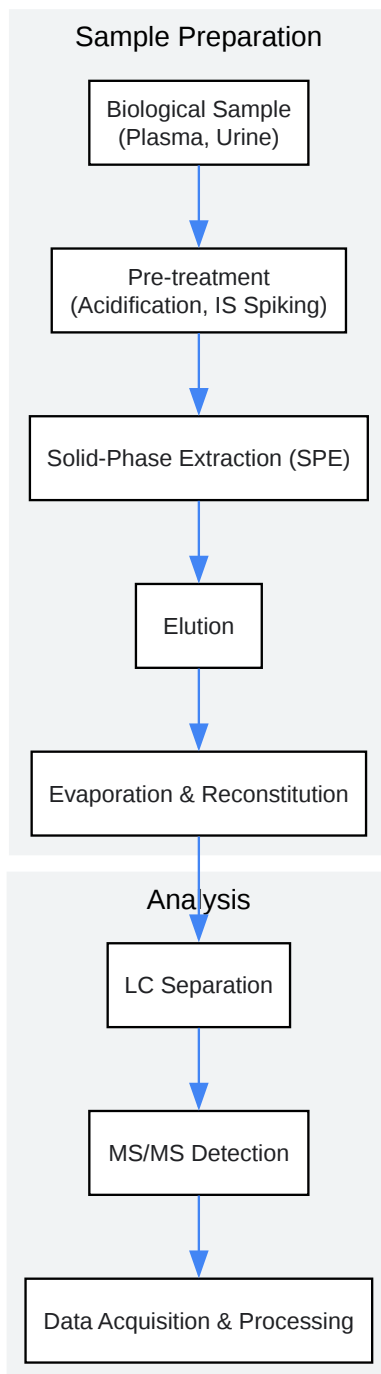 Sample Preparation
Biological Sample
(Plasma, Urine)
Pre-treatment
(Acidification, IS Spiking)
Solid-Phase Extraction (SPE)
Elution
Evaporation & Reconstitution
Analysis
LC Separation
MS/MS Detection
Data Acquisition & Processing